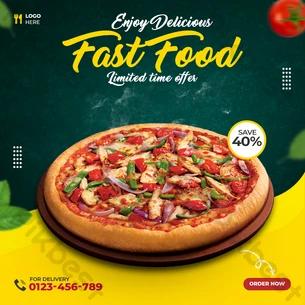 LOGO
HERE
Enjoy Delicious
Fast Food
Limited time offer
SAVE
40%
FOR DELIVERY
0123-456-789
ORDER NOW